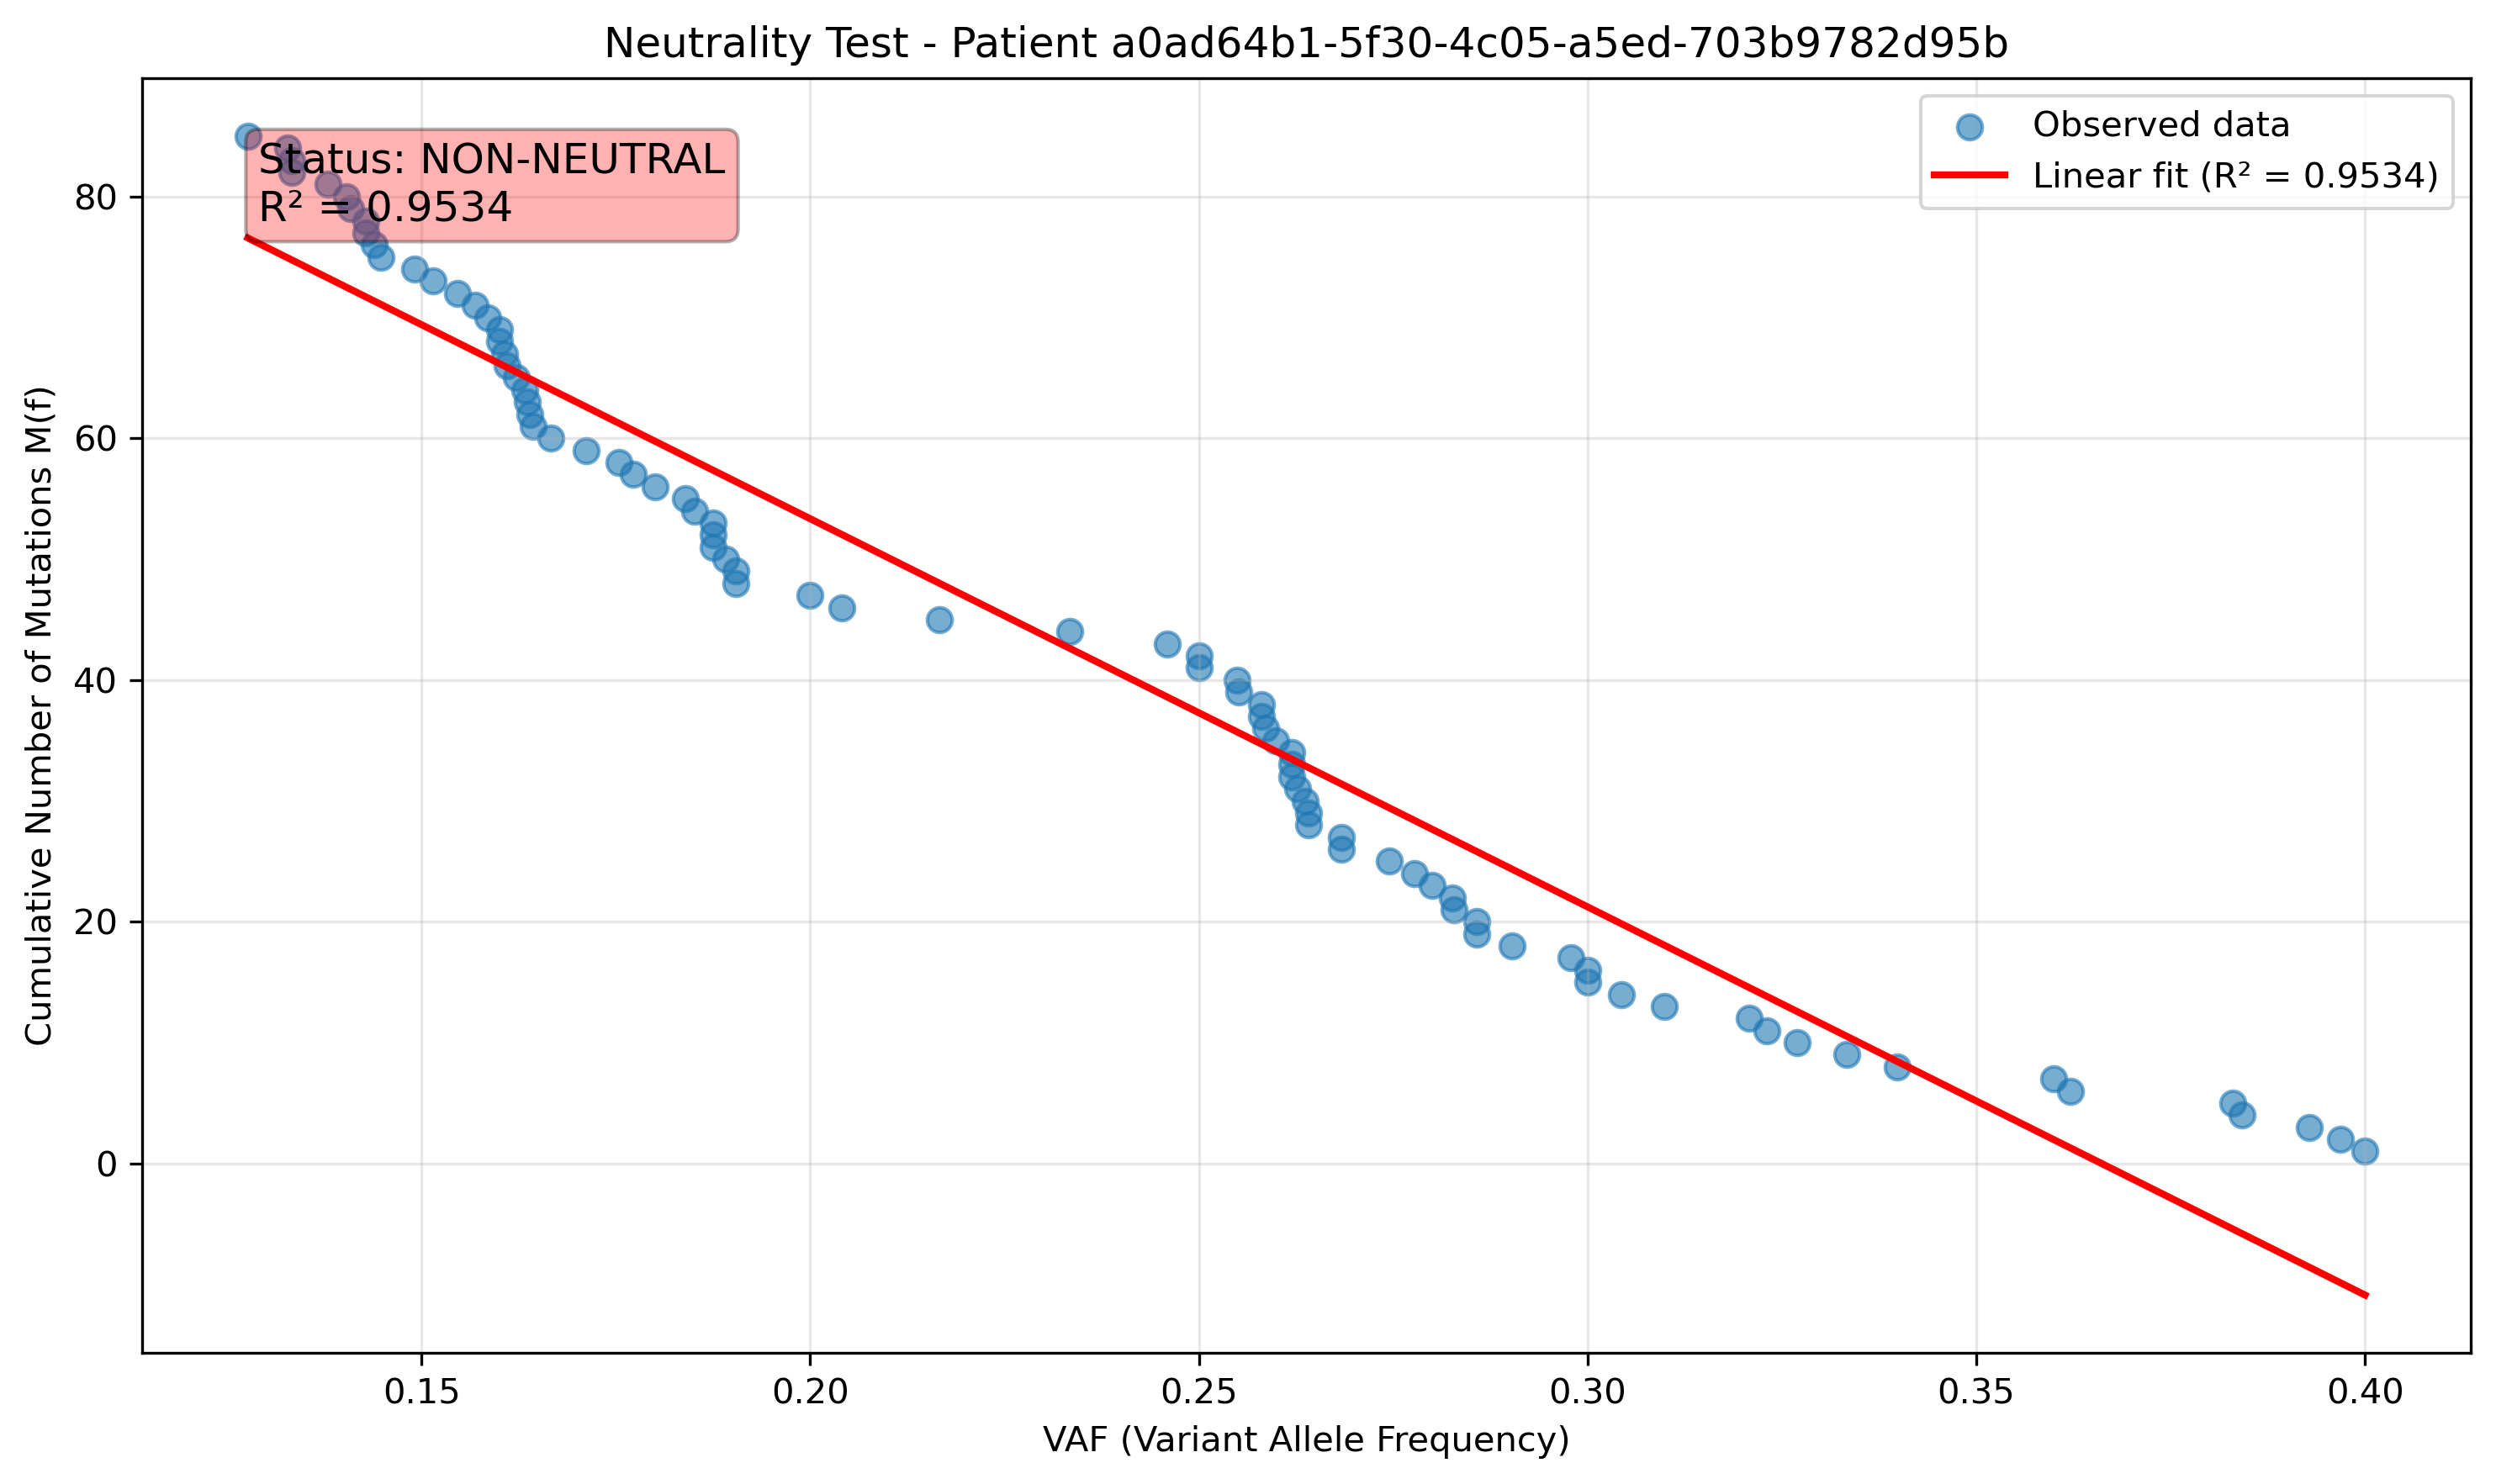 Neutrality Test - Patient a0ad64b1-5f30-4c05-a5ed-703b9782d95b
Observed data
Linear fit (R² = 0.9534)
Status: NON-NEUTRAL
R² = 0.9534
Cumulative Number of Mutations M(f)
80
60
40
20
0
0.15
0.20
0.25
0.30
0.35
0.40
VAF (Variant Allele Frequency)